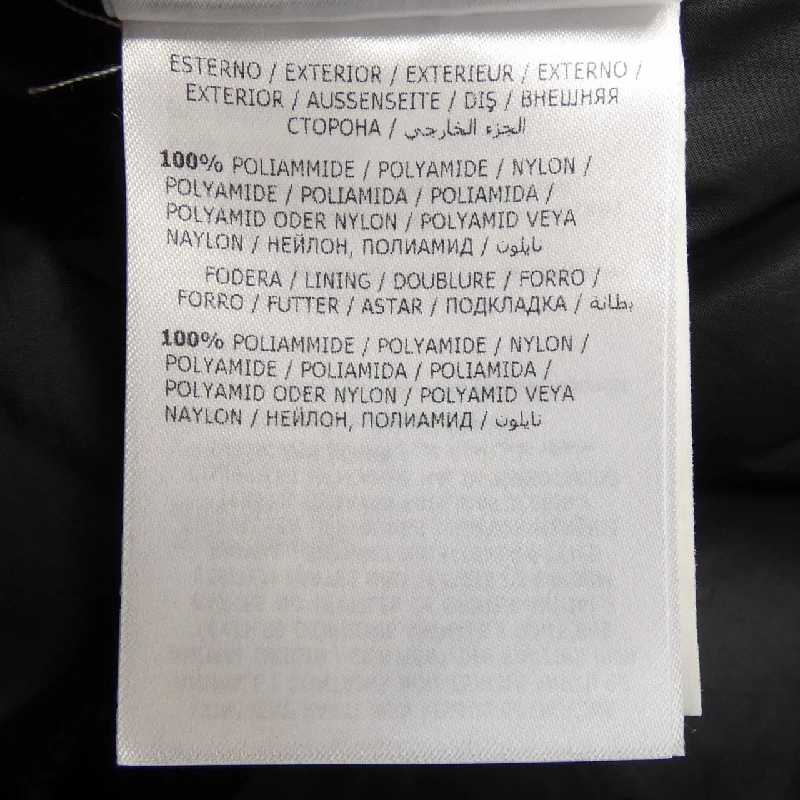 ESTERNO / EXTERIOR / EXTERIEUR / EXTERNO /
EXTERIOR / AUSSENSEITE / DIŞ / ВНЕШНЯЯ
СТОРОНА / الجزء الخارجي
100% POLIAMMIDE / POLYAMIDE / NYLON /
POLYAMIDE / POLIAMIDA / POLIAMIDA /
POLYAMID ODER NYLON / POLYAMID VEYA
NAYLON / НЕЙЛОН, ПОЛИАМИД / نايلون
FODERA / LINING / DOUBLURE / FORRO /
FORRO / FUTTER / ASTAR / ПОДКЛАДКА / بطانة
100% POLIAMMIDE / POLYAMIDE / NYLON /
POLYAMIDE / POLIAMIDA / POLIAMIDA /
POLYAMID ODER NYLON / POLYAMID VEYA
NAYLON / НЕЙЛОН, ПОЛИАМИД / نايلون